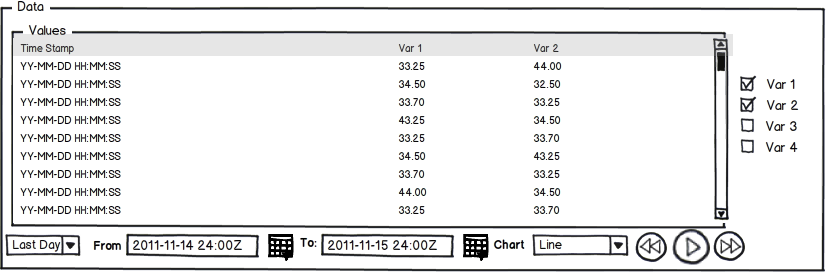 Data
Values
Time Stamp Var 1 Var 2
YY-MM-DD HH:MM:SS 33.25 44.00
YY-MM-DD HH:MM:SS 34.50 32.50
YY-MM-DD HH:MM:SS 33.70 33.25
YY-MM-DD HH:MM:SS 43.25 34.50
YY-MM-DD HH:MM:SS 33.25 33.70
YY-MM-DD HH:MM:SS 34.50 43.25
YY-MM-DD HH:MM:SS 33.70 33.25
YY-MM-DD HH:MM:SS 44.00 34.50
YY-MM-DD HH:MM:SS 33.25 33.70
Var 1
Var 2
Var 3
Var 4
Last Day From 2011-11-14 24:00Z To: 2011-11-15 24:00Z Chart Line